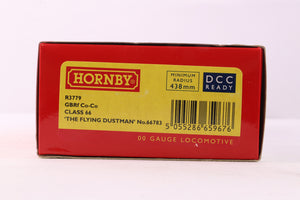 HORNBY
MINIMUM
RADIUS
438mm
DCC
READY
R3779
GBRf Co-Co
CLASS 66
'THE FLYING DUSTMAN' No.66783
5 055286 659676
00 GAUGE LOCOMOTIVE